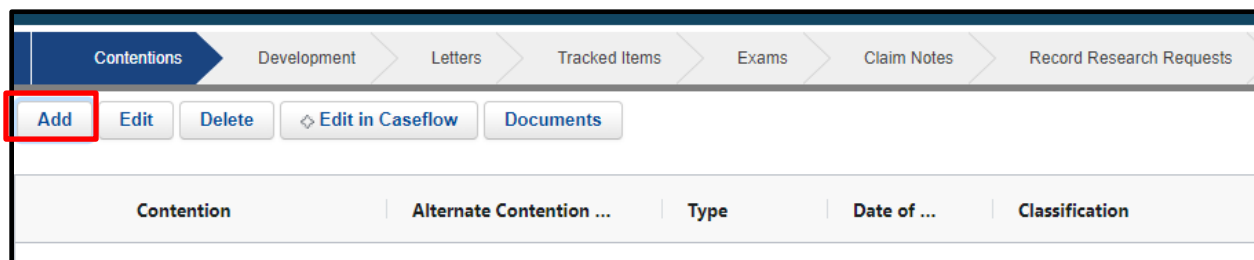 Contentions Development Letters Tracked Items Exams Claim Notes Record Research Requests
Add Edit Delete Edit in Caseflow Documents
Contention Alternate Contention ... Type Date of ... Classification